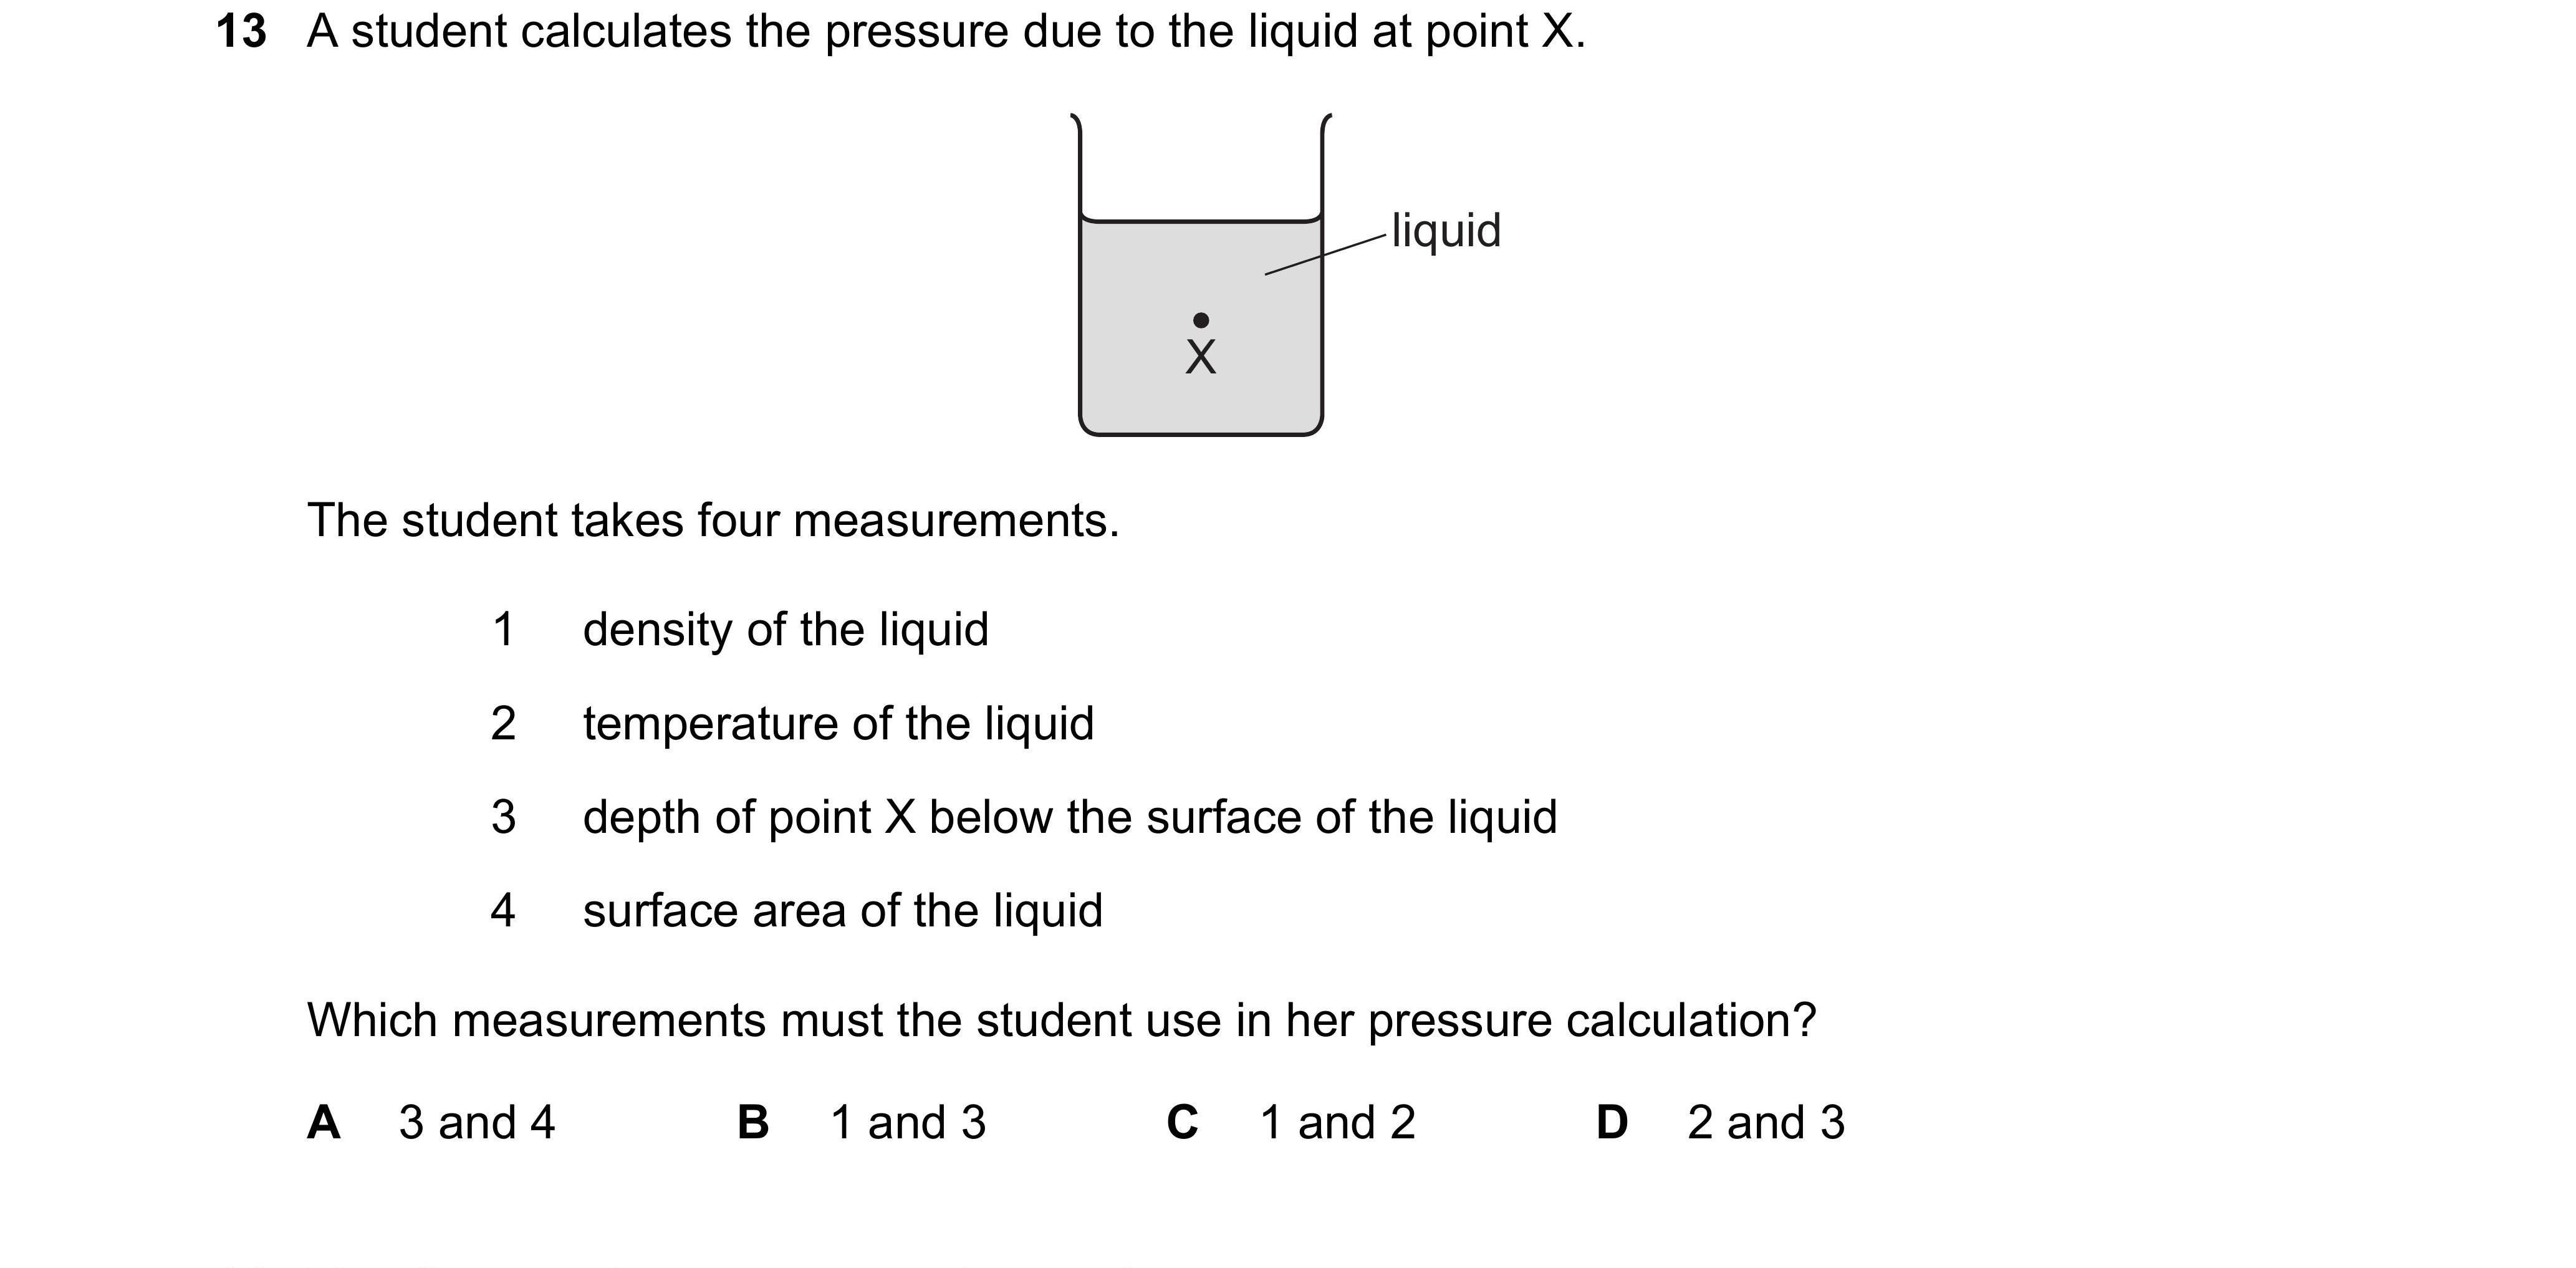 13 A student calculates the pressure due to the liquid at point X.
liquid
X
The student takes four measurements.
1 density of the liquid
2 temperature of the liquid
3 depth of point X below the surface of the liquid
4 surface area of the liquid
Which measurements must the student use in her pressure calculation?
A 3 and 4 B 1 and 3 C 1 and 2 D 2 and 3